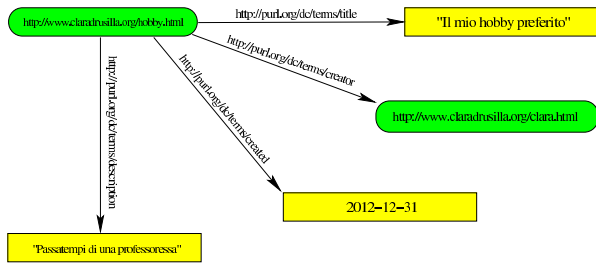 http://www.claradrusilla.org/hobby.html
http://purl.org/dc/terms/title
"Il mio hobby preferito"
http://purl.org/dc/terms/creator
http://www.claradrusilla.org/clara.html
http://purl.org/dc/terms/created
2012−12−31
http://purl.org/dc/terms/description
"Passatempi di una professoressa"